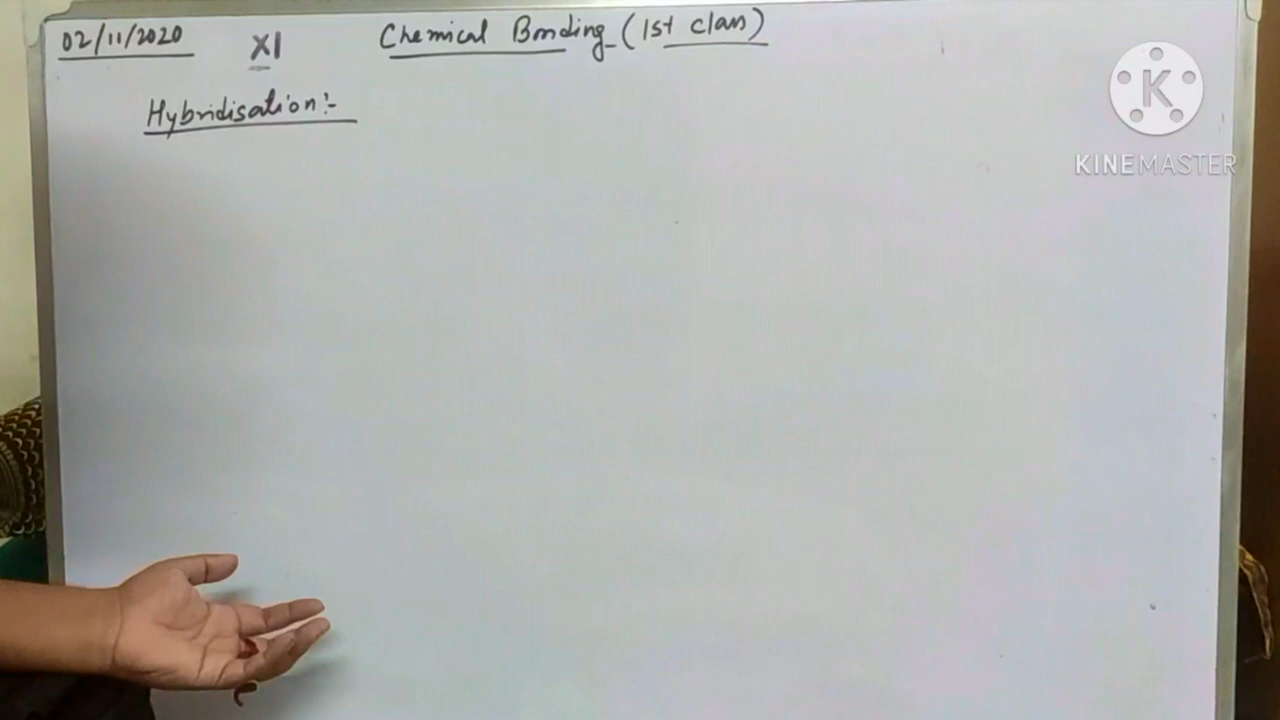 02/11/2020 XI Chemical Bonding (1st class)
Hybridisation:-
K
KINEMASTER